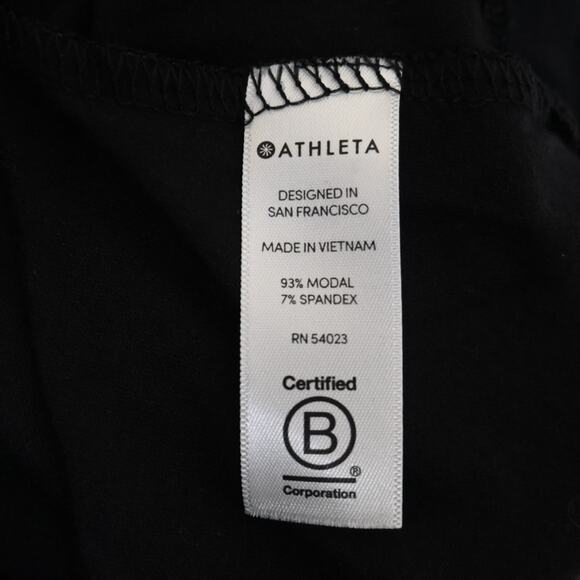 ATHLETA
DESIGNED IN
SAN FRANCISCO
MADE IN VIETNAM
93% MODAL
7% SPANDEX
RN 54023
Certified
B
®
Corporation